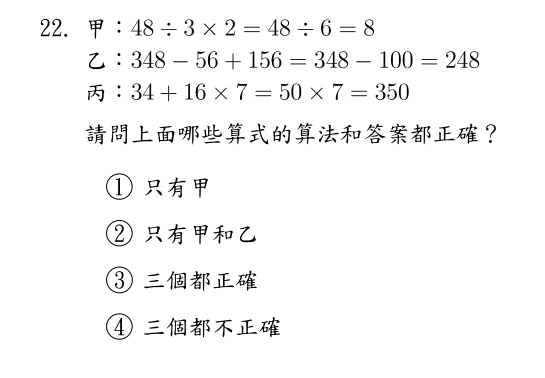 22. 甲：48 ÷ 3 × 2 = 48 ÷ 6 = 8
乙：348 − 56 + 156 = 348 − 100 = 248
丙：34 + 16 × 7 = 50 × 7 = 350
請問上面哪些算式的算法和答案都正確？
① 只有甲
② 只有甲和乙
③ 三個都正確
④ 三個都不正確